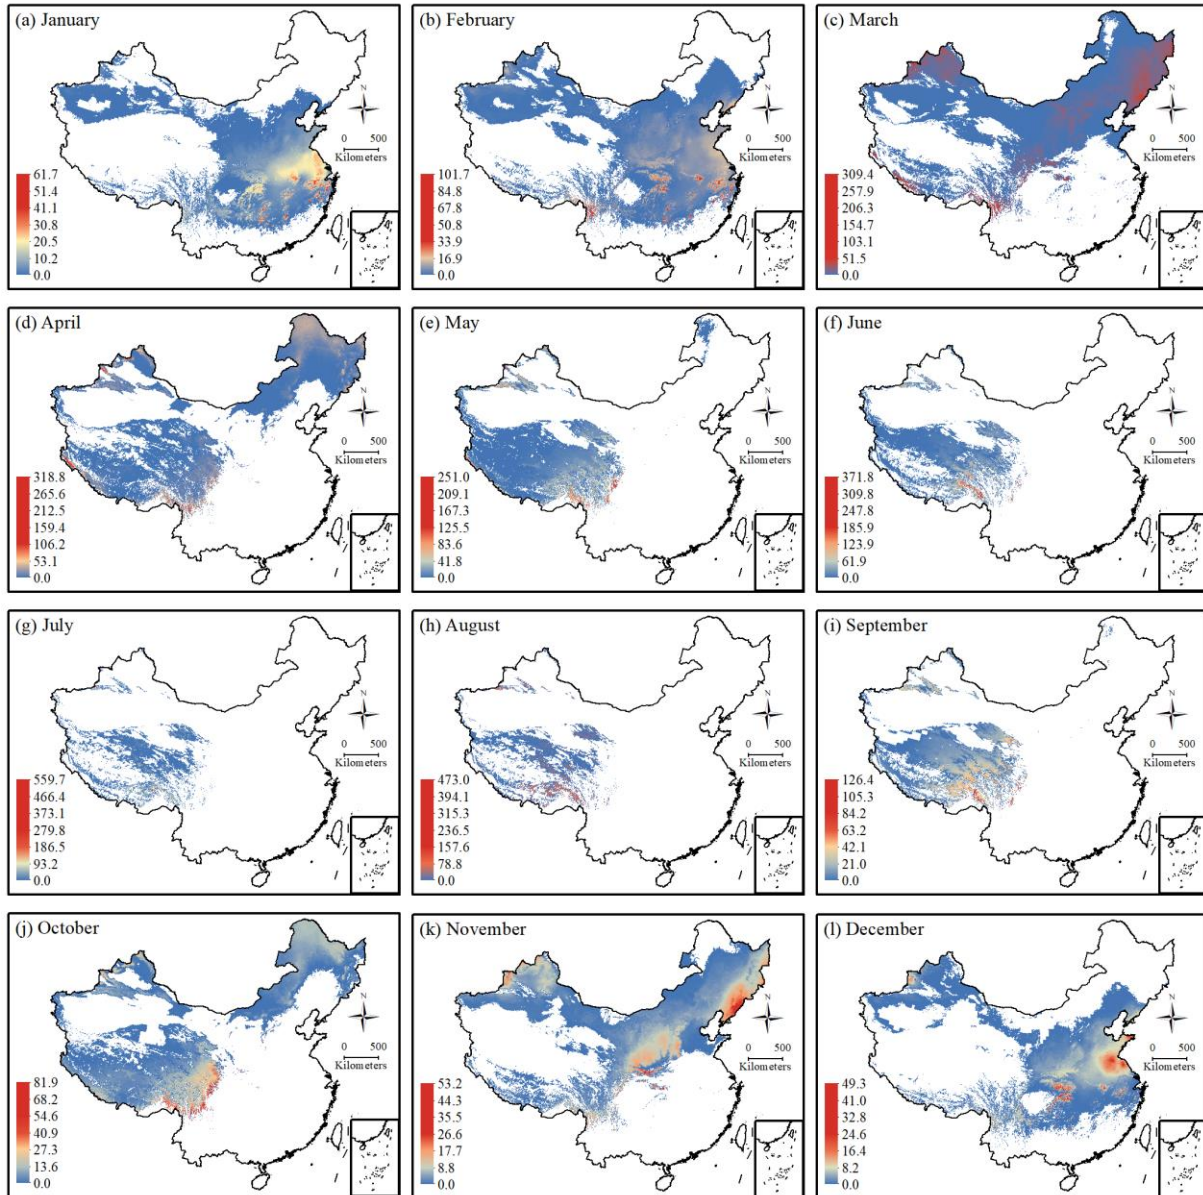 (a) January
N
0 500
Kilometers
61.7
51.4
41.1
30.8
20.5
10.2
0.0
(b) February
N
0 500
Kilometers
101.7
84.8
67.8
50.8
33.9
16.9
0.0
(c) March
N
0 500
Kilometers
309.4
257.9
206.3
154.7
103.1
51.5
0.0
(d) April
N
0 500
Kilometers
318.8
265.6
212.5
159.4
106.2
53.1
0.0
(e) May
N
0 500
Kilometers
251.0
209.1
167.3
125.5
83.6
41.8
0.0
(f) June
N
0 500
Kilometers
371.8
309.8
247.8
185.9
123.9
61.9
0.0
(g) July
N
0 500
Kilometers
559.7
466.4
373.1
279.8
186.5
93.2
0.0
(h) August
N
0 500
Kilometers
473.0
394.1
315.3
236.5
157.6
78.8
0.0
(i) September
N
0 500
Kilometers
126.4
105.3
84.2
63.2
42.1
21.0
0.0
(j) October
N
0 500
Kilometers
81.9
68.2
54.6
40.9
27.3
13.6
0.0
(k) November
N
0 500
Kilometers
53.2
44.3
35.5
26.6
17.7
8.8
0.0
(l) December
N
0 500
Kilometers
49.3
41.0
32.8
24.6
16.4
8.2
0.0